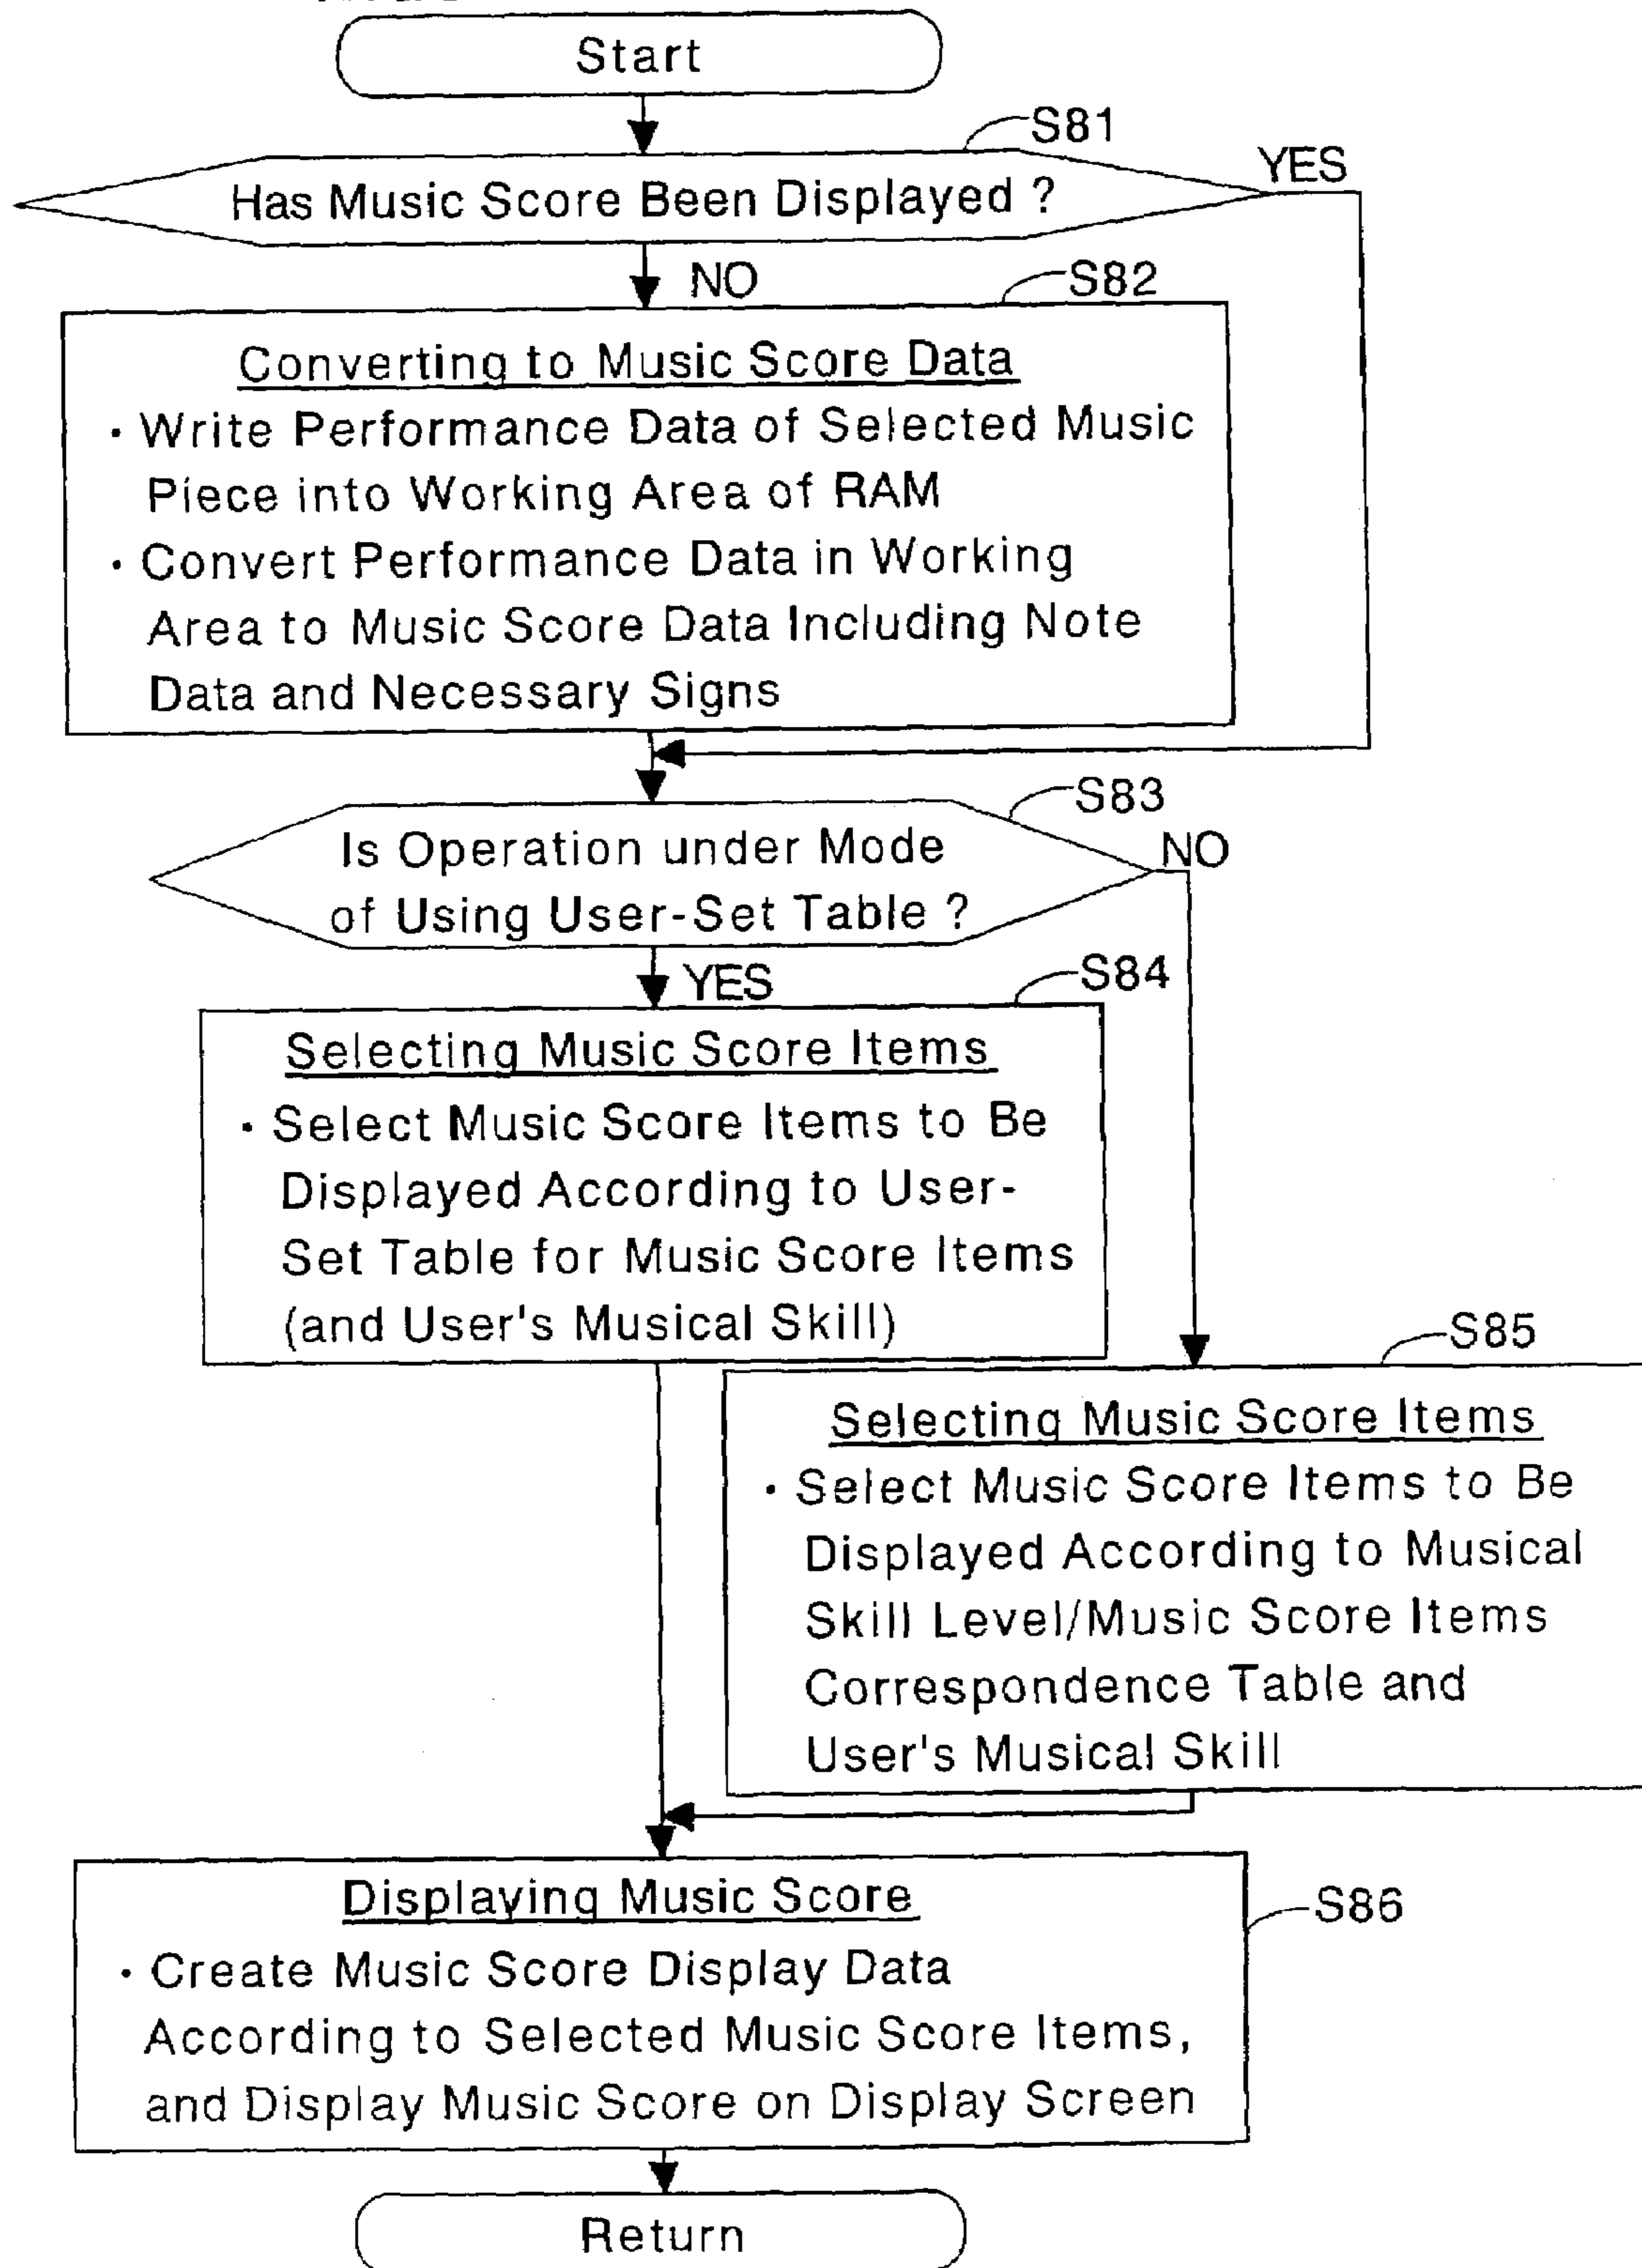 Start
S81
Has Music Score Been Displayed ?
YES
NO
S82
Converting to Music Score Data
· Write Performance Data of Selected Music
Piece into Working Area of RAM
· Convert Performance Data in Working
Area to Music Score Data Including Note
Data and Necessary Signs
S83
Is Operation under Mode
of Using User-Set Table ?
NO
YES
S84
Selecting Music Score Items
· Select Music Score Items to Be
Displayed According to User-
Set Table for Music Score Items
(and User's Musical Skill)
S85
Selecting Music Score Items
· Select Music Score Items to Be
Displayed According to Musical
Skill Level/Music Score Items
Correspondence Table and
User's Musical Skill
Displaying Music Score
S86
· Create Music Score Display Data
According to Selected Music Score Items,
and Display Music Score on Display Screen
Return